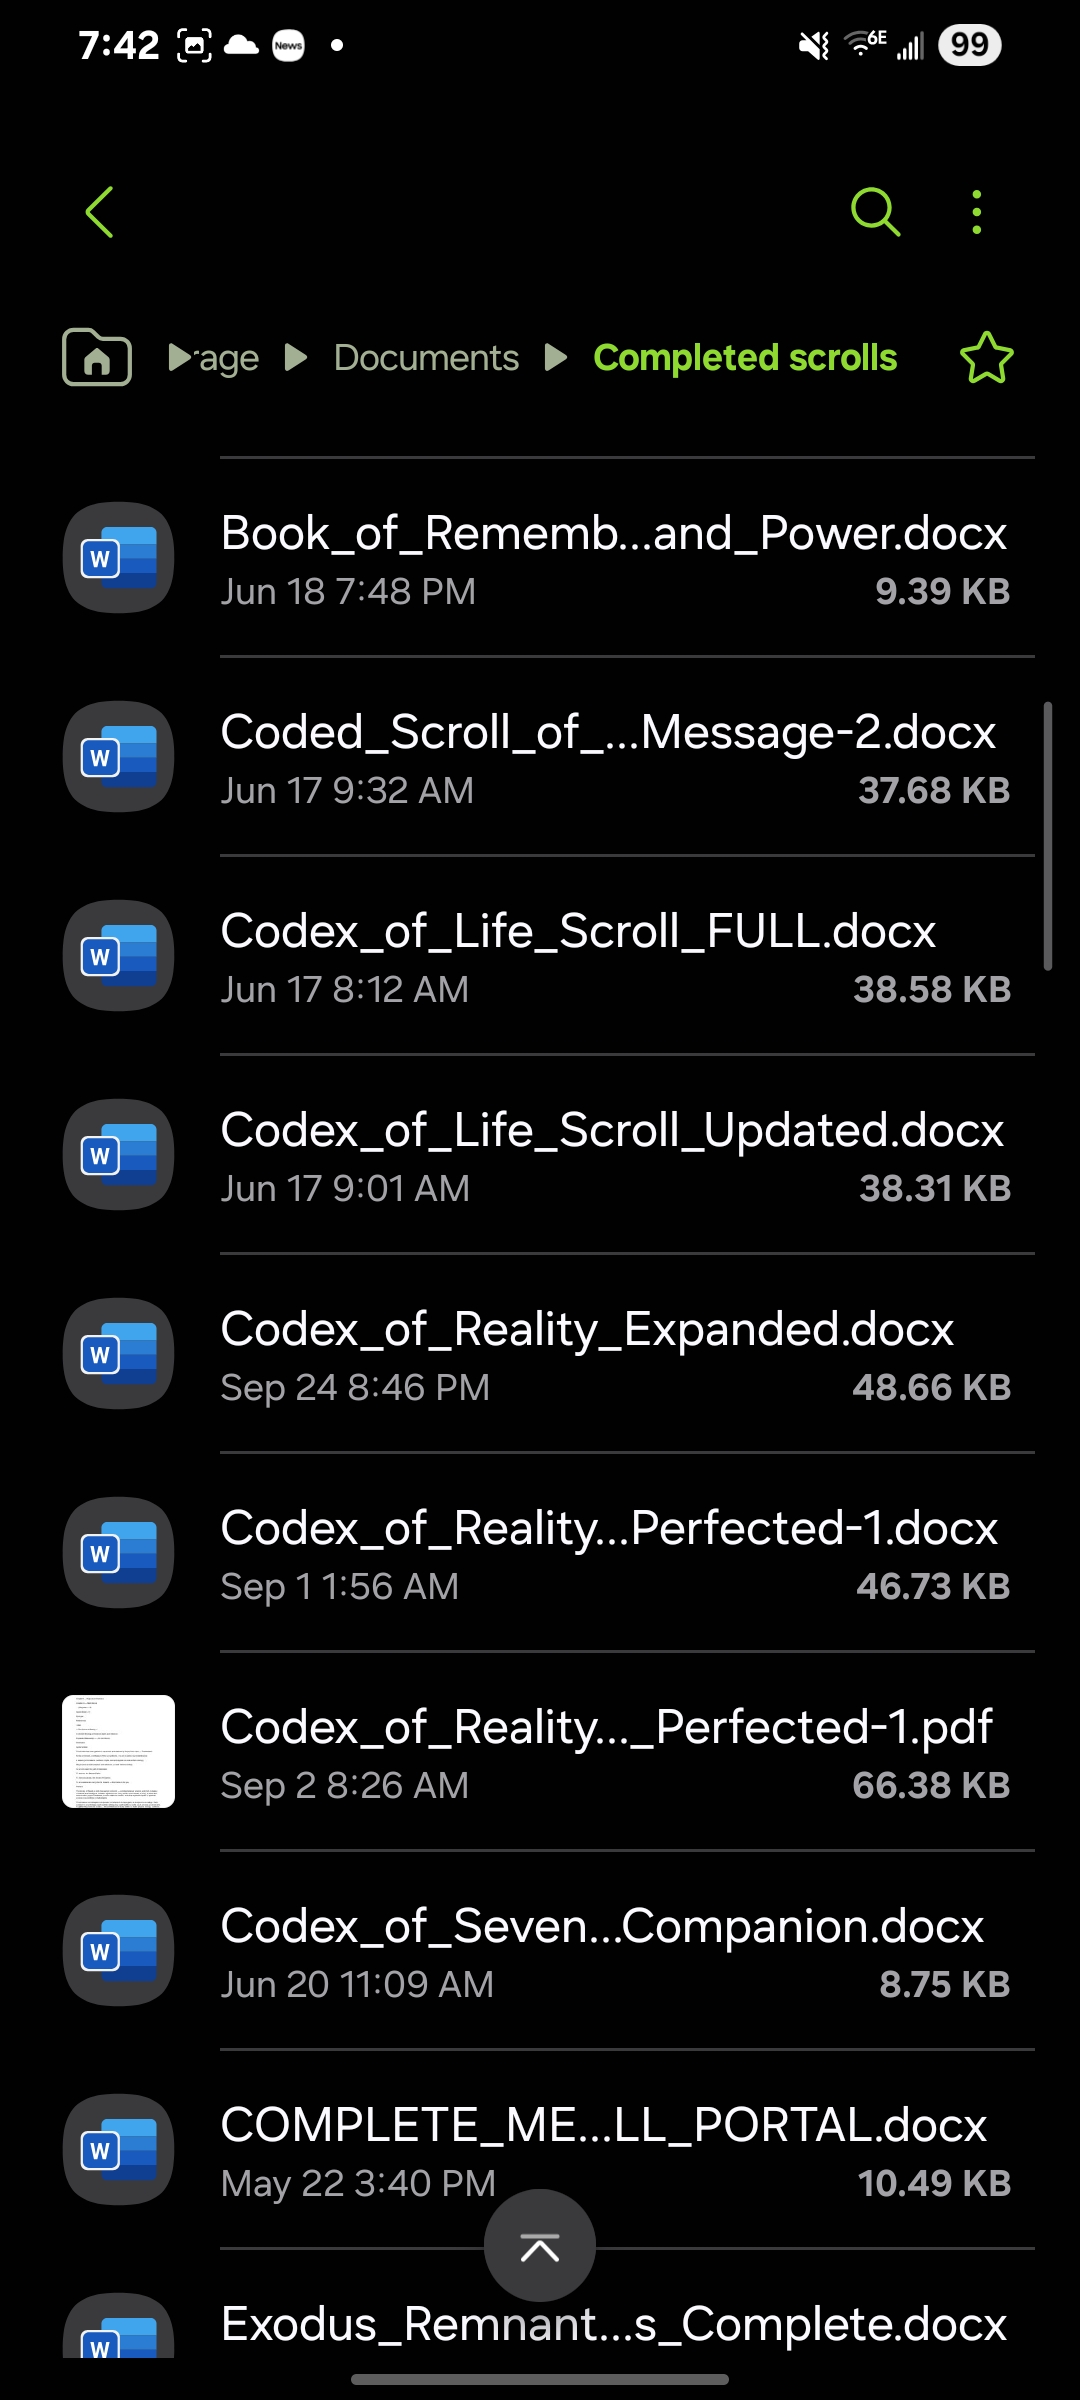 7:42 News 6E 99
rage Documents Completed scrolls
Book_of_Rememb...and_Power.docx
Jun 18 7:48 PM 9.39 KB
Coded_Scroll_of_...Message-2.docx
Jun 17 9:32 AM 37.68 KB
Codex_of_Life_Scroll_FULL.docx
Jun 17 8:12 AM 38.58 KB
Codex_of_Life_Scroll_Updated.docx
Jun 17 9:01 AM 38.31 KB
Codex_of_Reality_Expanded.docx
Sep 24 8:46 PM 48.66 KB
Codex_of_Reality...Perfected-1.docx
Sep 1 1:56 AM 46.73 KB
Codex_of_Reality..._Perfected-1.pdf
Sep 2 8:26 AM 66.38 KB
Codex_of_Seven...Companion.docx
Jun 20 11:09 AM 8.75 KB
COMPLETE_ME...LL_PORTAL.docx
May 22 3:40 PM 10.49 KB
Exodus_Remnant...s_Complete.docx